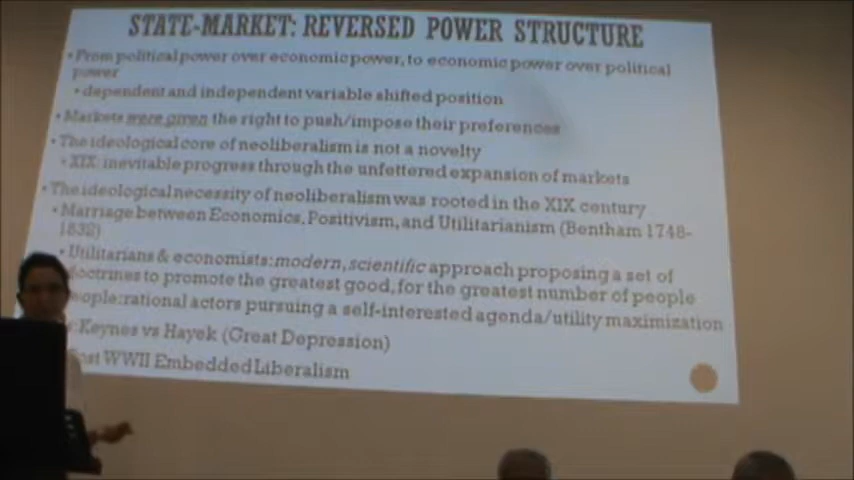 STATE-MARKET: REVERSED POWER STRUCTURE
• From political power over economic power, to economic power over political
power
• dependent and independent variable shifted position
• Markets were given the right to push/impose their preferences
• The ideological core of neoliberalism is not a novelty
• XIX: inevitable progress through the unfettered expansion of markets
• The ideological necessity of neoliberalism was rooted in the XIX century
• Marriage between Economics, Positivism, and Utilitarianism (Bentham 1748-
1832)
• Utilitarians & economists: modern, scientific approach proposing a set of
doctrines to promote the greatest good, for the greatest number of people
people: rational actors pursuing a self-interested agenda/utility maximization
Keynes vs Hayek (Great Depression)
Post WWII Embedded Liberalism